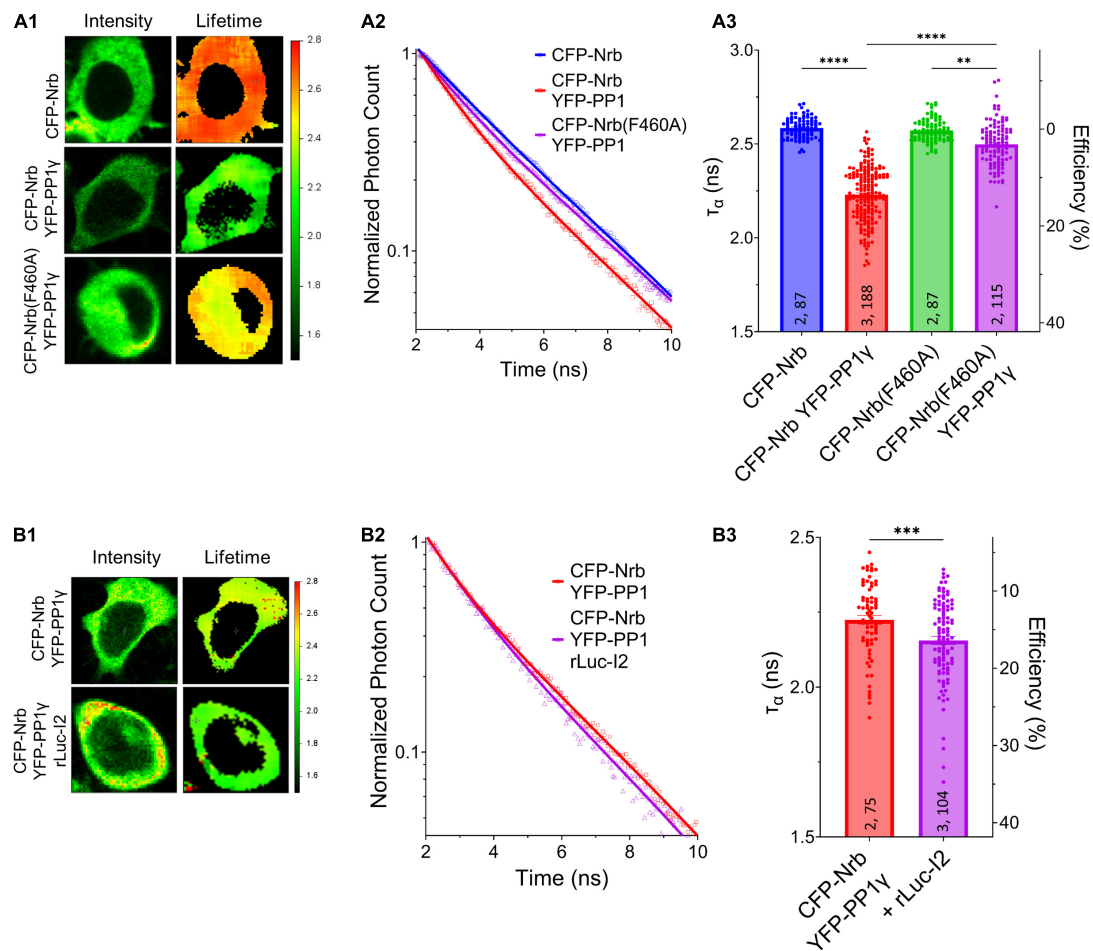 A1
Intensity
Lifetime
CFP-Nrb
CFP-Nrb
YFP-PP1γ
CFP-Nrb(F460A)
YFP-PP1γ
2.8
2.6
2.4
2.2
2.0
1.8
1.6
A2
Normalized Photon Count
1
0.1
2
4
6
8
10
Time (ns)
CFP-Nrb
CFP-Nrb
YFP-PP1
CFP-Nrb(F460A)
YFP-PP1
A3
τα (ns)
3.0
2.5
2.0
1.5
****
****
**
2, 87
3, 188
2, 87
2, 115
0
20
40
Efficiency (%)
CFP-Nrb
CFP-Nrb YFP-PP1γ
CFP-Nrb(F460A)
CFP-Nrb(F460A)
YFP-PP1γ
B1
Intensity
Lifetime
CFP-Nrb
YFP-PP1γ
CFP-Nrb
YFP-PP1γ
rLuc-I2
2.8
2.6
2.4
2.2
2.0
1.8
1.6
B2
Normalized Photon Count
1
0.1
2
4
6
8
10
Time (ns)
CFP-Nrb
YFP-PP1
CFP-Nrb
YFP-PP1
rLuc-I2
B3
τα (ns)
2.5
2.0
1.5
***
2, 75
3, 104
10
20
30
40
Efficiency (%)
CFP-Nrb
YFP-PP1γ
+ rLuc-I2